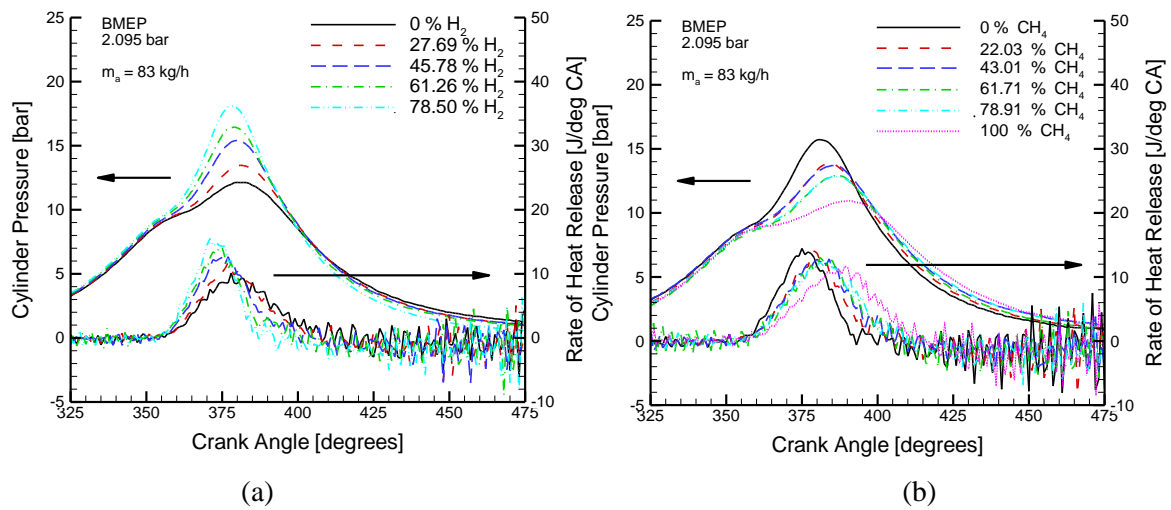 BMEP
2.095 bar
m_a = 83 kg/h
0 % H₂
27.69 % H₂
45.78 % H₂
61.26 % H₂
78.50 % H₂
Cylinder Pressure [bar]
25
20
15
10
5
0
-5
50
40
30
20
10
0
-10
Rate of Heat Release [J/deg CA]
325
350
375
400
425
450
475
Crank Angle [degrees]
(a)
BMEP
2.095 bar
m_a = 83 kg/h
0 % CH₄
22.03 % CH₄
43.01 % CH₄
61.71 % CH₄
78.91 % CH₄
100 % CH₄
Cylinder Pressure [bar]
25
20
15
10
5
0
-5
50
40
30
20
10
0
-10
Rate of Heat Release [J/deg CA]
325
350
375
400
425
450
475
Crank Angle [degrees]
(b)